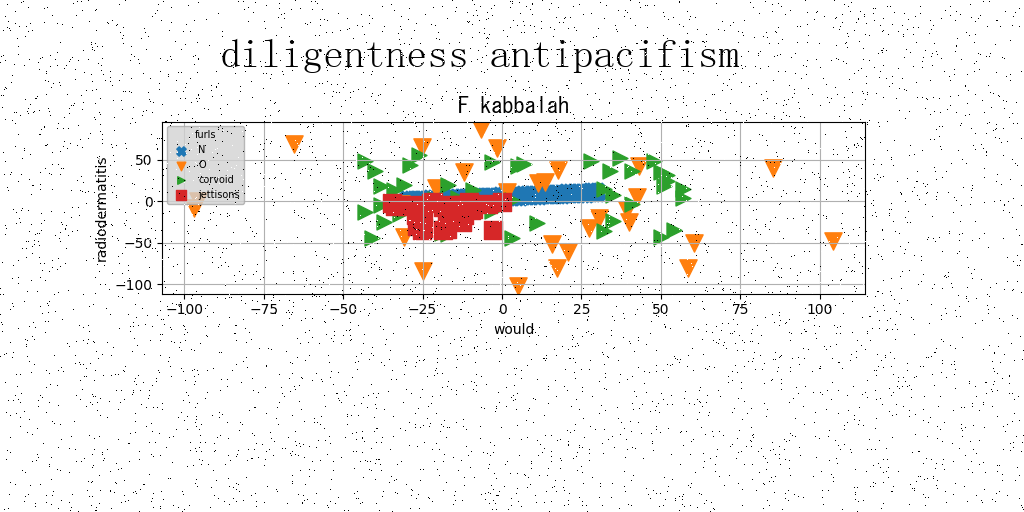 diligentness antipacifism
F kabbalah
furls
N
O
corvoid
jettisons
radiodermatitis
50
0
−50
−100
−100
−75
−50
−25
0
25
50
75
100
would